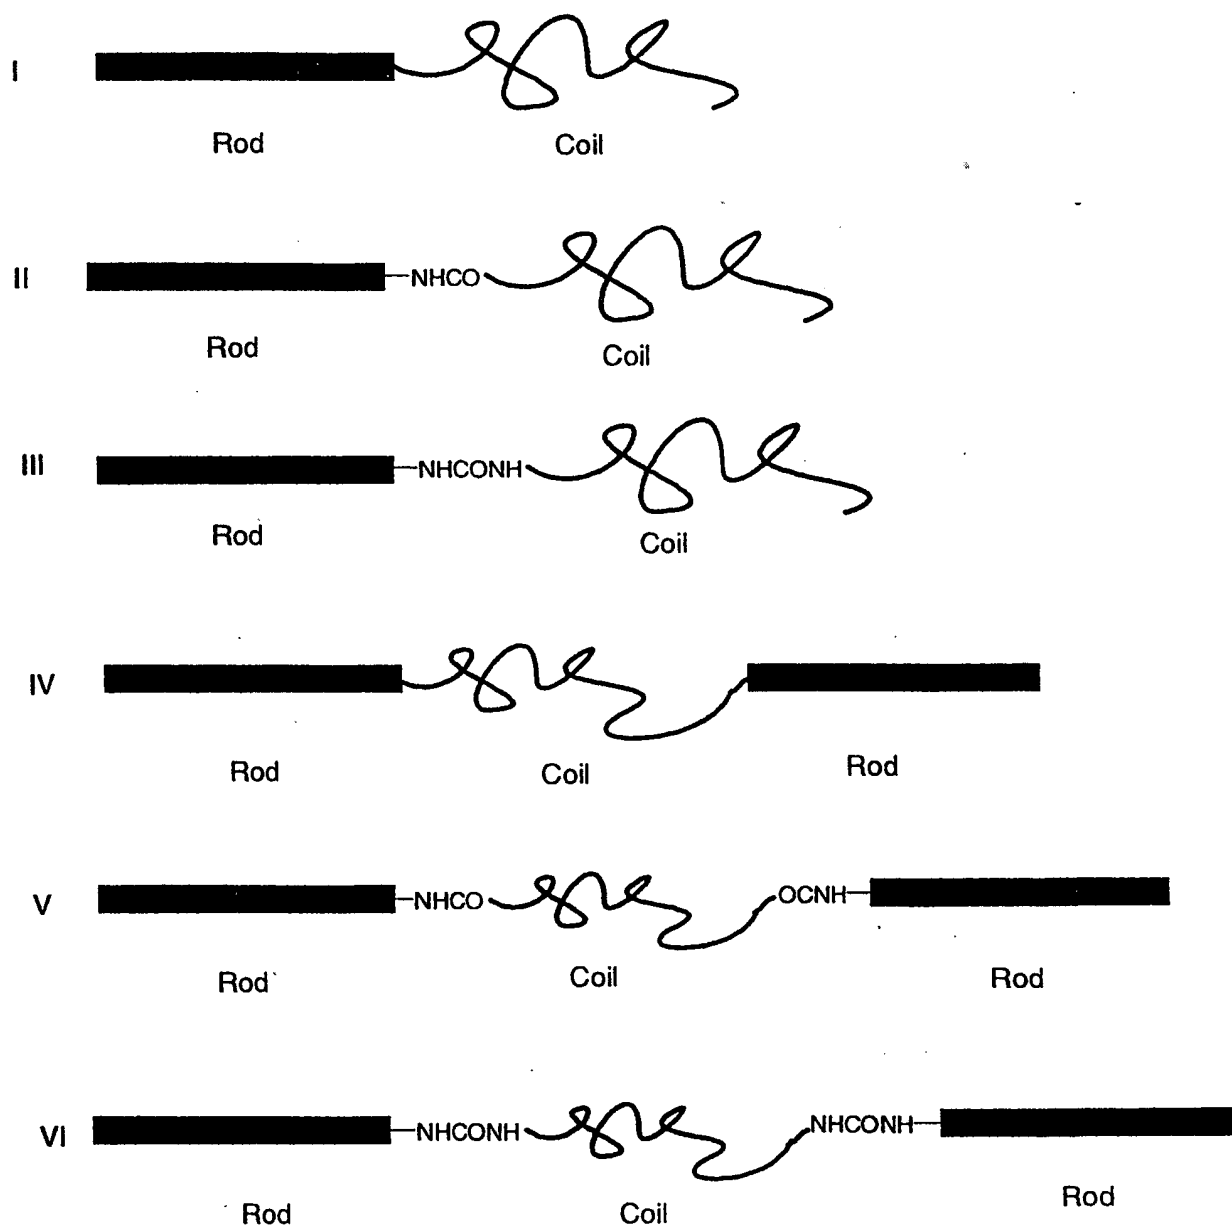 I
Rod Coil
II
NHCO
Rod Coil
III
NHCONH
Rod Coil
IV
Rod Coil Rod
V
NHCO OCNH
Rod Coil Rod
VI
NHCONH NHCONH
Rod Coil Rod